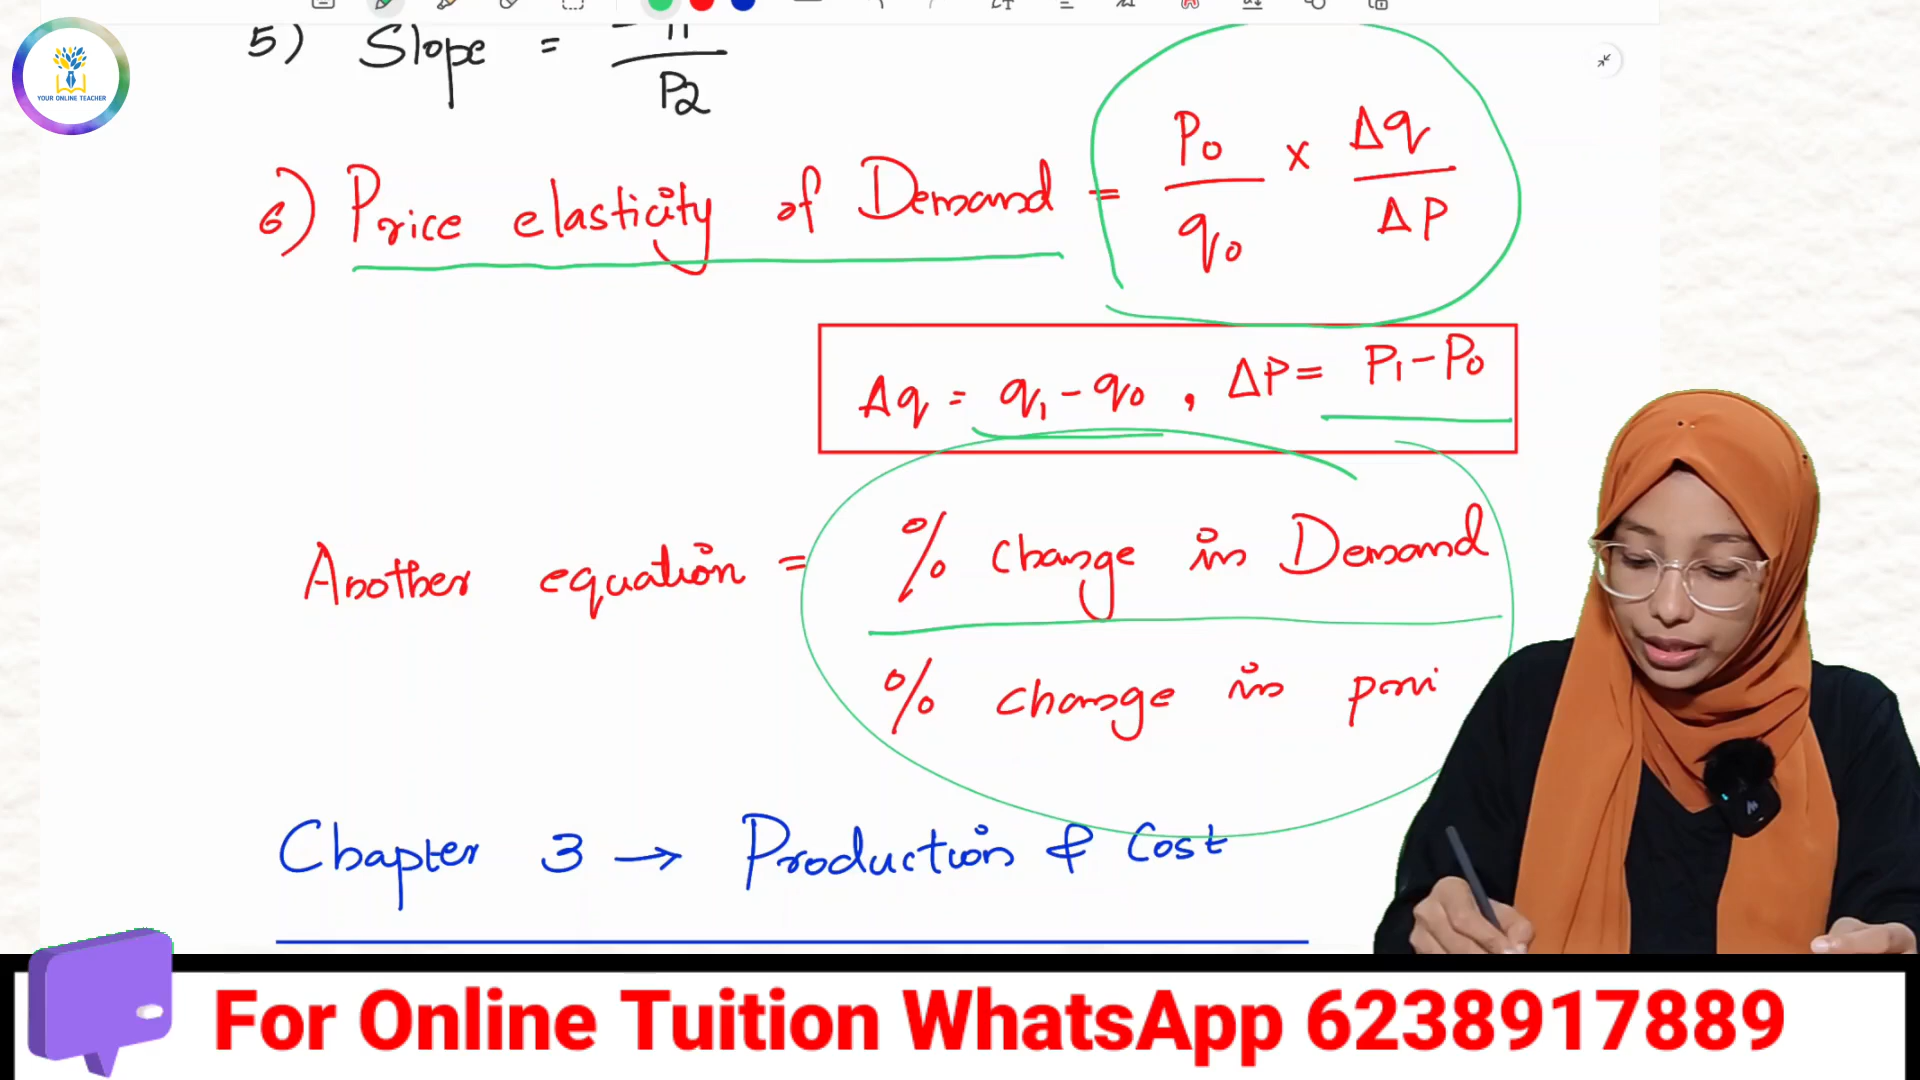 YOUR ONLINE TEACHER
5) Slope = -P1
P2
6) Price elasticity of Demand = P0 × Δq
q0 ΔP
Δq = q1 - q0 , ΔP = P1 - P0
Another equation = % change in Demand
% change in
Chapter 3 → Production & Cost
For Online Tuition WhatsApp 6238917889